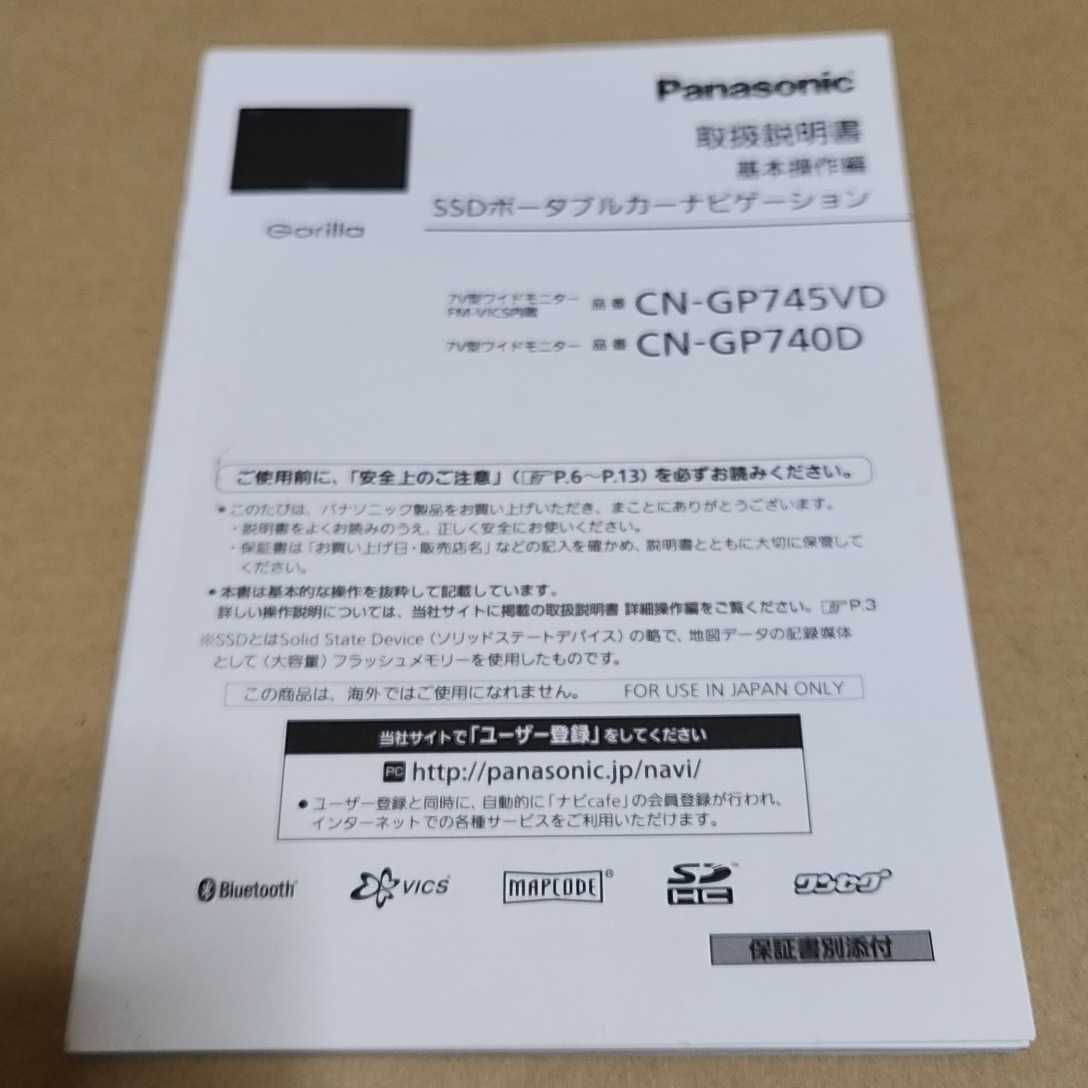 Panasonic
取扱説明書
基本操作編
SSDポータブルカーナビゲーション
Gorilla
7V型ワイドモニター
FM-VICS内蔵
品番 CN-GP745VD
7V型ワイドモニター 品番 CN-GP740D
ご使用前に、「安全上のご注意」(☞P.6～P.13)を必ずお読みください。
●このたびは、パナソニック製品をお買い上げいただき、まことにありがとうございます。
・説明書をよくお読みのうえ、正しく安全にお使いください。
・保証書は「お買い上げ日・販売店名」などの記入を確かめ、説明書とともに大切に保管して
ください。
●本書は基本的な操作を抜粋して記載しています。
詳しい操作説明については、当社サイトに掲載の取扱説明書 詳細操作編をご覧ください。☞P.3
※SSDとはSolid State Device(ソリッドステートデバイス)の略で、地図データの記録媒体
として(大容量)フラッシュメモリーを使用したものです。
この商品は、海外ではご使用になれません。 FOR USE IN JAPAN ONLY
当社サイトで「ユーザー登録」をしてください
PC http://panasonic.jp/navi/
●ユーザー登録と同時に、自動的に「ナビcafe」の会員登録が行われ、
インターネットでの各種サービスをご利用いただけます。
Bluetooth® VICS® MAPCODE® SDHC™ ワンセグ®
保証書別添付